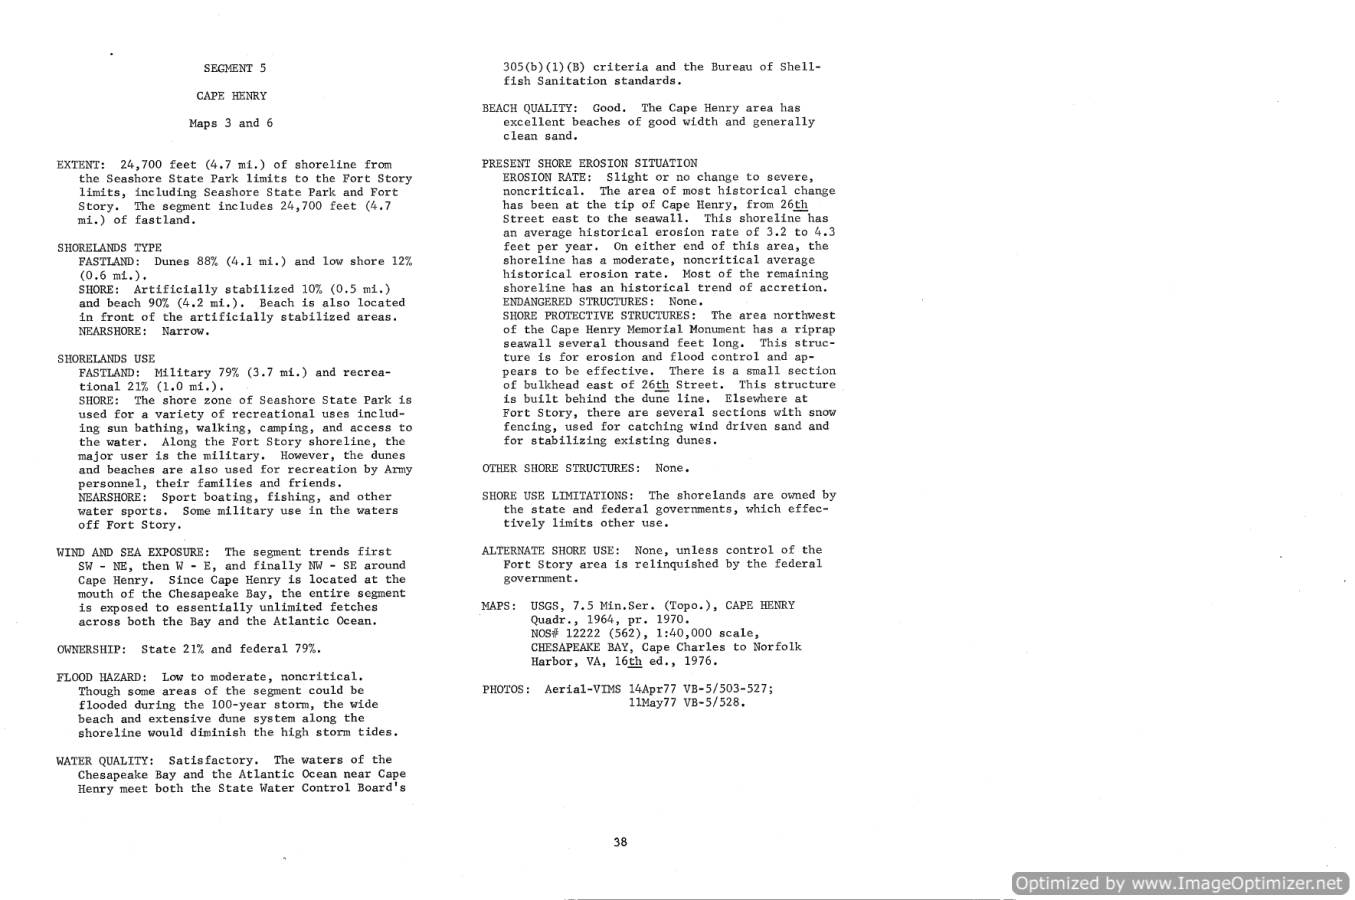 SEGMENT 5
CAPE HENRY
Maps 3 and 6
EXTENT: 24,700 feet (4.7 mi.) of shoreline from
the Seashore State Park limits to the Fort Story
limits, including Seashore State Park and Fort
Story. The segment includes 24,700 feet (4.7
mi.) of fastland.
SHORELANDS TYPE
FASTLAND: Dunes 88% (4.1 mi.) and low shore 12%
(0.6 mi.).
SHORE: Artificially stabilized 10% (0.5 mi.)
and beach 90% (4.2 mi.). Beach is also located
in front of the artificially stabilized areas.
NEARSHORE: Narrow.
SHORELANDS USE
FASTLAND: Military 79% (3.7 mi.) and recrea-
tional 21% (1.0 mi.).
SHORE: The shore zone of Seashore State Park is
used for a variety of recreational uses includ-
ing sun bathing, walking, camping, and access to
the water. Along the Fort Story shoreline, the
major user is the military. However, the dunes
and beaches are also used for recreation by Army
personnel, their families and friends.
NEARSHORE: Sport boating, fishing, and other
water sports. Some military use in the waters
off Fort Story.
WIND AND SEA EXPOSURE: The segment trends first
SW - NE, then W - E, and finally NW - SE around
Cape Henry. Since Cape Henry is located at the
mouth of the Chesapeake Bay, the entire segment
is exposed to essentially unlimited fetches
across both the Bay and the Atlantic Ocean.
OWNERSHIP: State 21% and federal 79%.
FLOOD HAZARD: Low to moderate, noncritical.
Though some areas of the segment could be
flooded during the 100-year storm, the wide
beach and extensive dune system along the
shoreline would diminish the high storm tides.
WATER QUALITY: Satisfactory. The waters of the
Chesapeake Bay and the Atlantic Ocean near Cape
Henry meet both the State Water Control Board's
305(b)(1)(B) criteria and the Bureau of Shell-
fish Sanitation standards.
BEACH QUALITY: Good. The Cape Henry area has
excellent beaches of good width and generally
clean sand.
PRESENT SHORE EROSION SITUATION
EROSION RATE: Slight or no change to severe,
noncritical. The area of most historical change
has been at the tip of Cape Henry, from 26th
Street east to the seawall. This shoreline has
an average historical erosion rate of 3.2 to 4.3
feet per year. On either end of this area, the
shoreline has a moderate, noncritical average
historical erosion rate. Most of the remaining
shoreline has an historical trend of accretion.
ENDANGERED STRUCTURES: None.
SHORE PROTECTIVE STRUCTURES: The area northwest
of the Cape Henry Memorial Monument has a riprap
seawall several thousand feet long. This struc-
ture is for erosion and flood control and ap-
pears to be effective. There is a small section
of bulkhead east of 26th Street. This structure
is built behind the dune line. Elsewhere at
Fort Story, there are several sections with snow
fencing, used for catching wind driven sand and
for stabilizing existing dunes.
OTHER SHORE STRUCTURES: None.
SHORE USE LIMITATIONS: The shorelands are owned by
the state and federal governments, which effec-
tively limits other use.
ALTERNATE SHORE USE: None, unless control of the
Fort Story area is relinquished by the federal
government.
MAPS: USGS, 7.5 Min.Ser. (Topo.), CAPE HENRY
Quadr., 1964, pr. 1970.
NOS# 12222 (562), 1:40,000 scale,
CHESAPEAKE BAY, Cape Charles to Norfolk
Harbor, VA, 16th ed., 1976.
PHOTOS: Aerial-VIMS 14Apr77 VB-5/503-527;
11May77 VB-5/528.
38
Optimized by www.ImageOptimizer.net